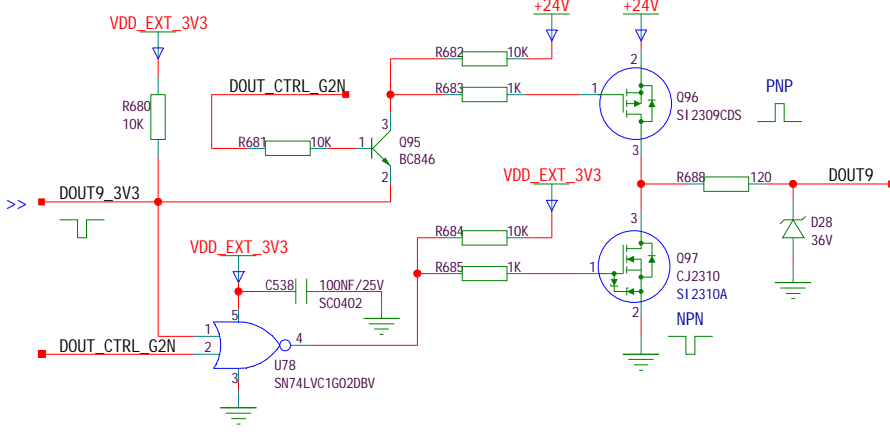 +24V
+24V
VDD_EXT_3V3
R682
10K
2
DOUT_CTRL_G2N
R683
1K
1
Q96
SI2309CDS
PNP
R680
10K
3
R681
10K
1
Q95
BC846
2
3
VDD_EXT_3V3
R688
120
DOUT9
>>
DOUT9_3V3
3
D28
36V
VDD_EXT_3V3
R684
10K
R685
1K
1
Q97
CJ2310
SI2310A
C538
100NF/25V
SC0402
2
NPN
5
1
4
DOUT_CTRL_G2N
2
U78
3
SN74LVC1G02DBV